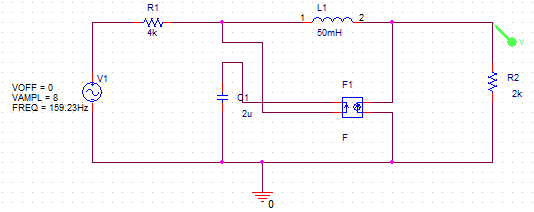 R1
4k
L1
1
2
50mH
V
V1
VOFF = 0
VAMPL = 8
FREQ = 159.23Hz
C1
2u
F1
F
R2
2k
0